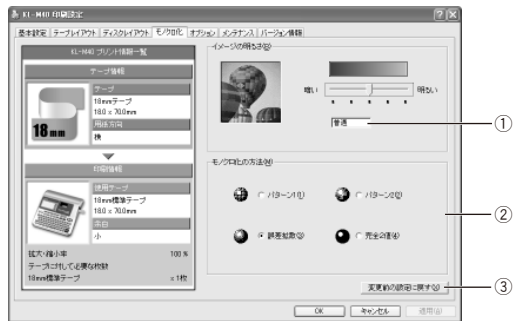 KL-M40 印刷設定
基本設定 テープレイアウト ディスクレイアウト モノクロ化 オプション メンテナンス バージョン情報
KL-M40 プリント情報一覧
テープ情報
テープ
18mmテープ
18.0 x 70.0mm
用紙方向
横
18 mm
印刷情報
使用テープ
18mm標準テープ
18.0 x 70.0mm
余白
小
拡大・縮小率 100 %
テープに対して必要な枚数
18mm標準テープ x 1枚
イメージの明るさ(B)
暗い 明るい
普通
①
モノクロ化の方法(M)
パターン1(1) パターン2(2)
誤差拡散(3) 完全2値(4)
②
変更前の設定に戻す(X)
③
OK キャンセル 適用(A)